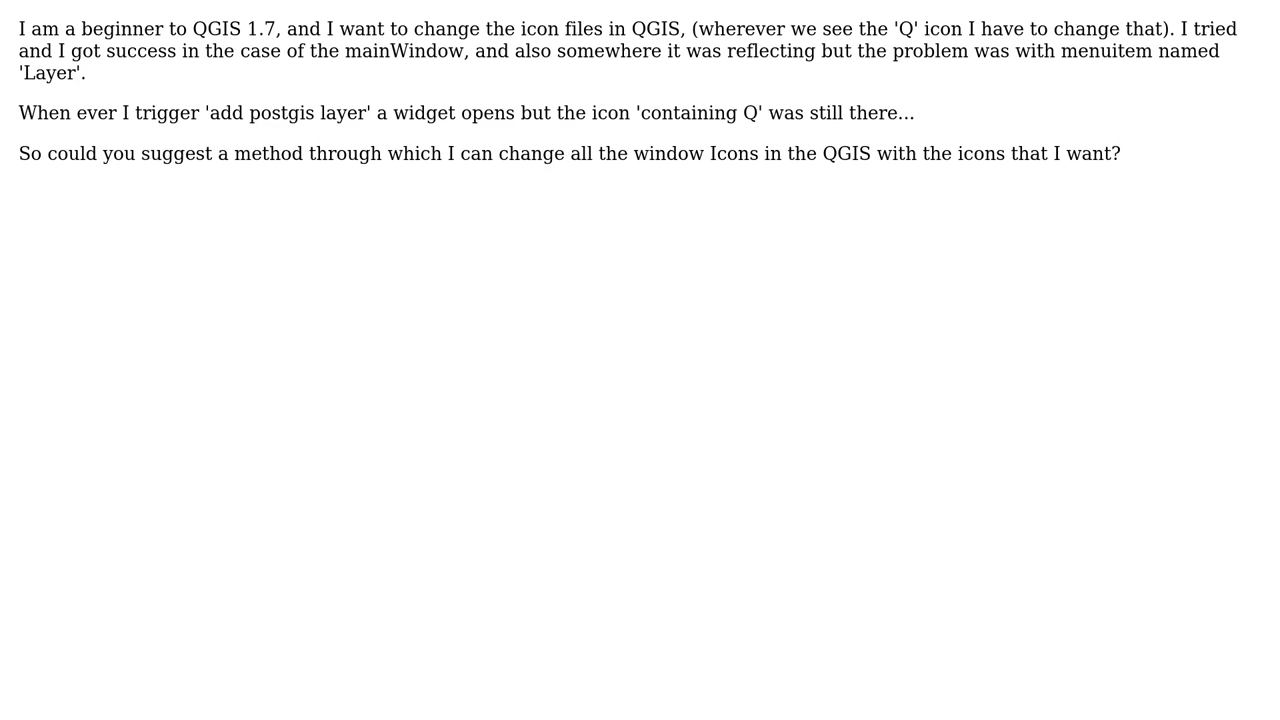 I am a beginner to QGIS 1.7, and I want to change the icon files in QGIS, (wherever we see the 'Q' icon I have to change that). I tried
and I got success in the case of the mainWindow, and also somewhere it was reflecting but the problem was with menuitem named
'Layer'.
When ever I trigger 'add postgis layer' a widget opens but the icon 'containing Q' was still there...
So could you suggest a method through which I can change all the window Icons in the QGIS with the icons that I want?